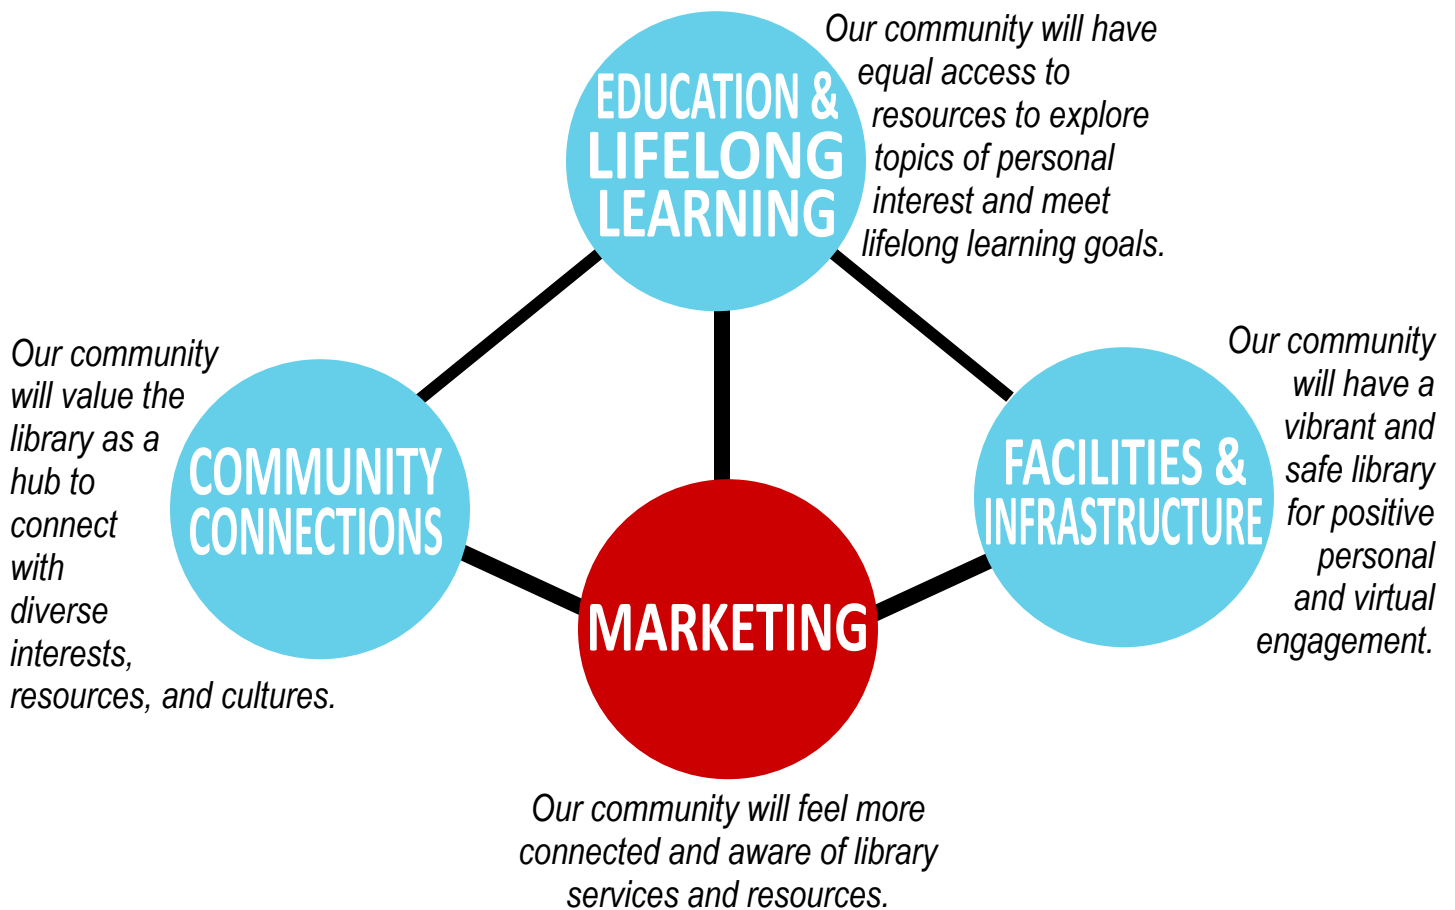 EDUCATION &
LIFELONG
LEARNING
Our community will have
equal access to
resources to explore
topics of personal
interest and meet
lifelong learning goals.
Our community
will value the
library as a
hub to
connect
with
diverse
interests,
resources, and cultures.
COMMUNITY
CONNECTIONS
FACILITIES &
INFRASTRUCTURE
Our community
will have a
vibrant and
safe library
for positive
personal
and virtual
engagement.
MARKETING
Our community will feel more
connected and aware of library
services and resources.